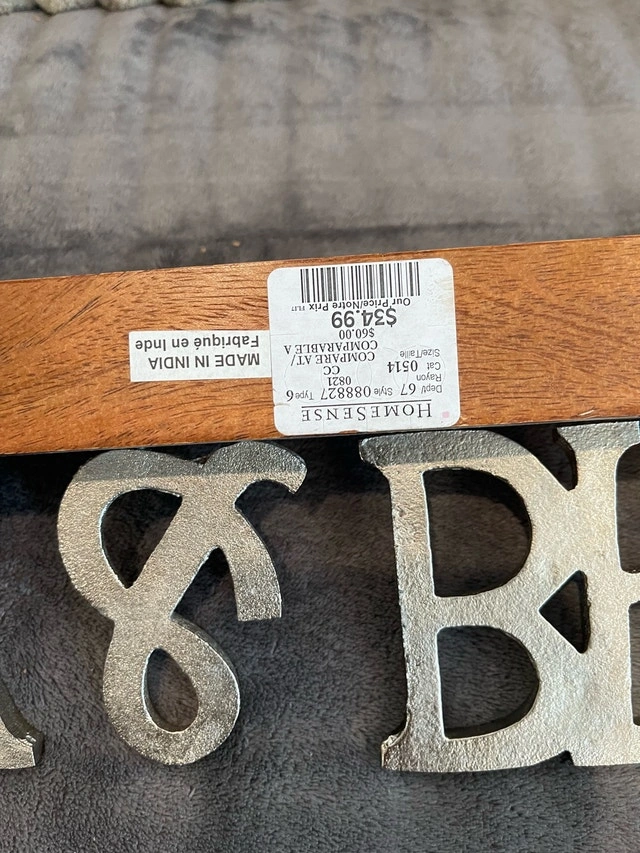 HOMESENSE
Dept/ 67 Style 088827 Type 6
Rayon 0821
Cat 0514 CC
Size/Taille
COMPARE AT/
COMPARABLE A
$60.00
$34.99
Our Price/Notre Prix
MADE IN INDIA
Fabriqué en Inde
& B